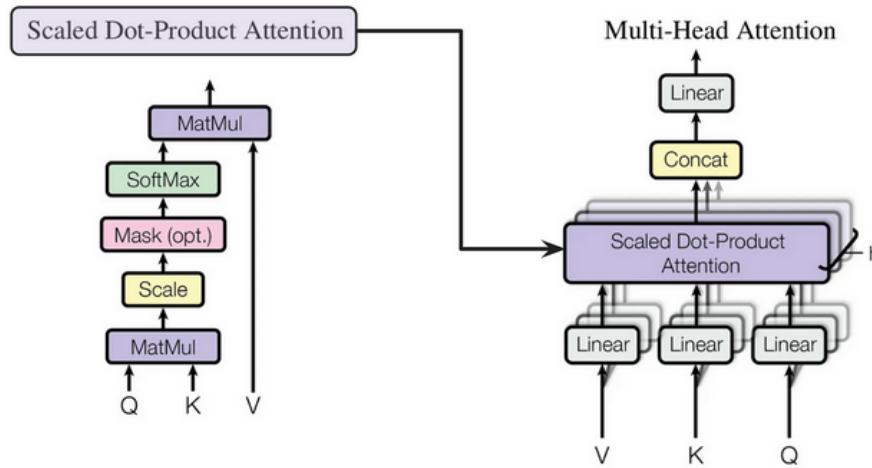 Scaled Dot-Product Attention
MatMul
SoftMax
Mask (opt.)
Scale
MatMul
Q K V
Multi-Head Attention
Linear
Concat
Scaled Dot-Product
Attention
Linear Linear Linear
V K Q